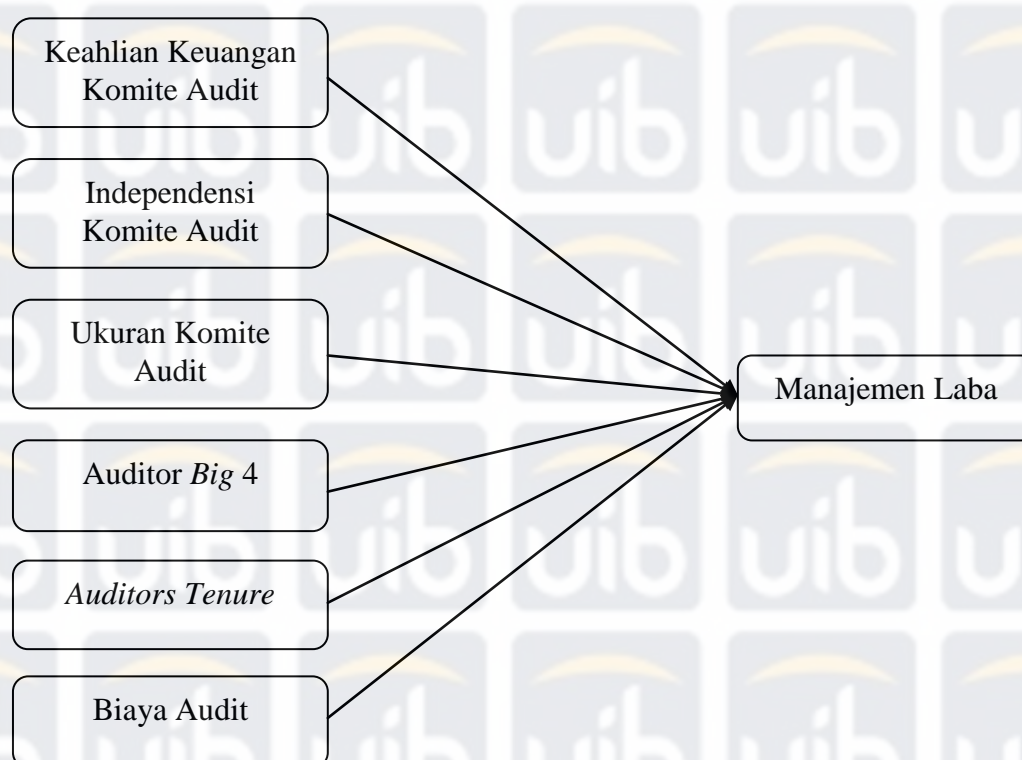 Keahlian Keuangan
Komite Audit
Independensi
Komite Audit
Ukuran Komite
Audit
Manajemen Laba
Auditor Big 4
Auditors Tenure
Biaya Audit
uib